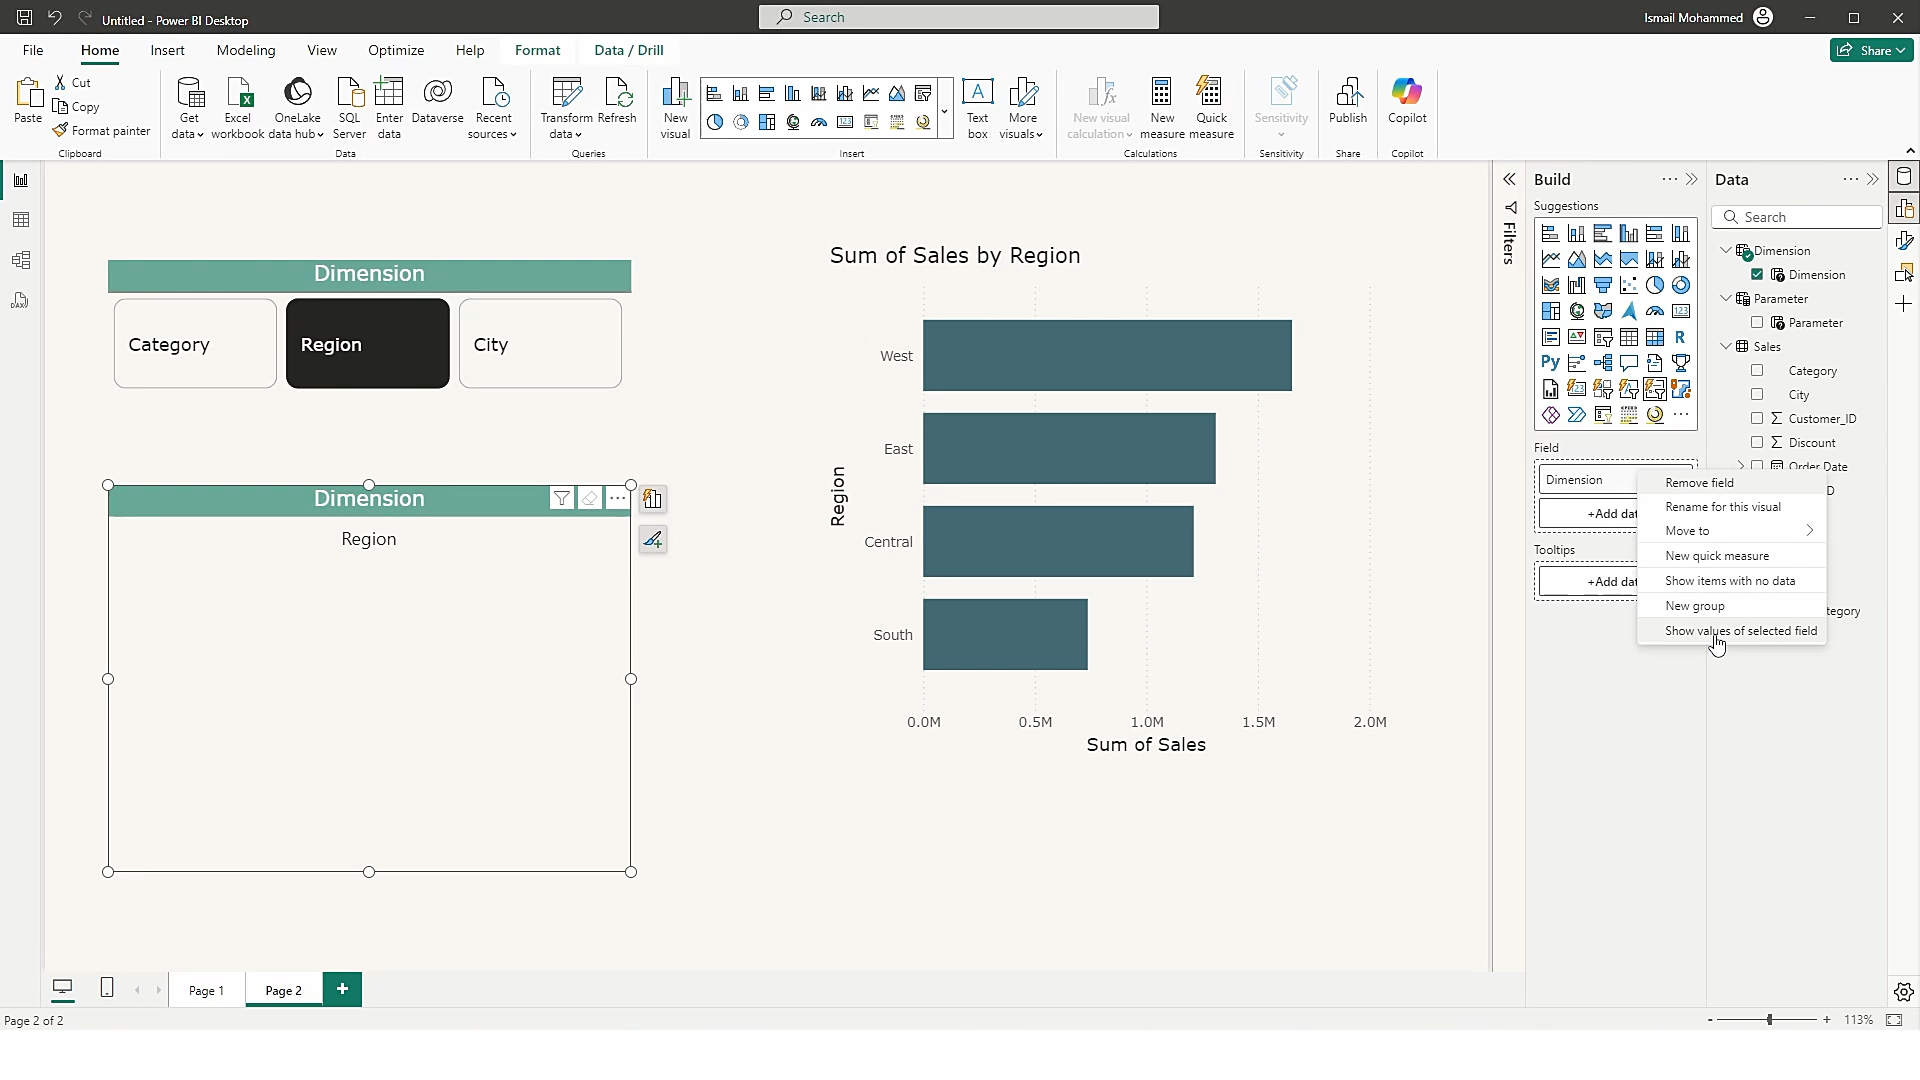 Untitled - Power BI Desktop
Search
Ismail Mohammed
File
Home
Insert
Modeling
View
Optimize
Help
Format
Data / Drill
Share
Paste
Cut
Copy
Format painter
Clipboard
Get data
Excel workbook
OneLake data hub
SQL Server
Enter data
Dataverse
Recent sources
Data
Transform data
Refresh
Queries
New visual
Text box
More visuals
Insert
New visual calculation
New measure
Quick measure
Calculations
Sensitivity
Sensitivity
Publish
Share
Copilot
Copilot
Dimension
Category
Region
City
Dimension
Region
Sum of Sales by Region
Region
West
East
Central
South
0.0M
0.5M
1.0M
1.5M
2.0M
Sum of Sales
Filters
Build
Suggestions
Field
Dimension
+Add dat
Tooltips
+Add dat
Remove field
Rename for this visual
Move to
New quick measure
Show items with no data
New group
Show values of selected field
Data
Search
Dimension
Dimension
Parameter
Parameter
Sales
Category
City
Customer_ID
Discount
Order Date
D
tegory
Page 1
Page 2
Page 2 of 2
113%